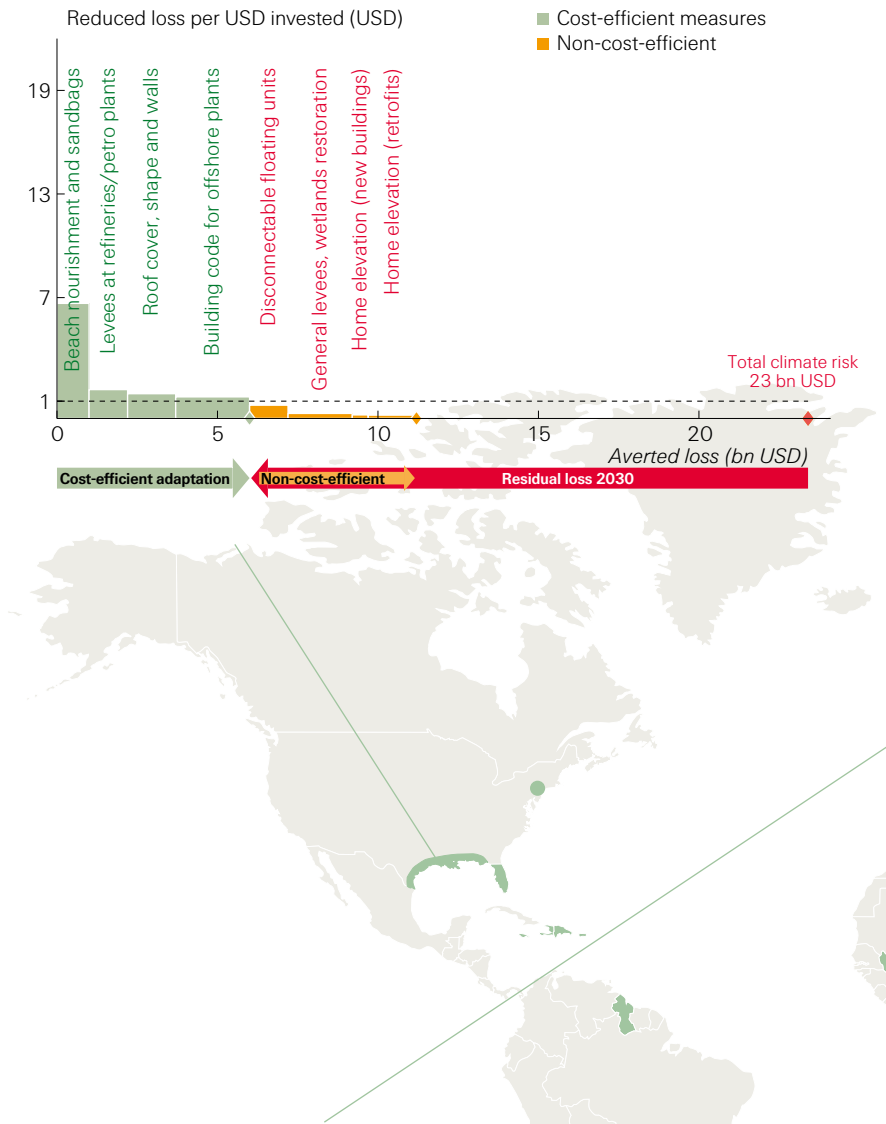 Reduced loss per USD invested (USD)
Cost-efficient measures
Non-cost-efficient
19
13
7
1
Beach nourishment and sandbags
Levees at refineries/petro plants
Roof cover, shape and walls
Building code for offshore plants
Disconnectable floating units
General levees, wetlands restoration
Home elevation (new buildings)
Home elevation (retrofits)
Total climate risk
23 bn USD
0
5
10
15
20
Averted loss (bn USD)
Cost-efficient adaptation
Non-cost-efficient
Residual loss 2030